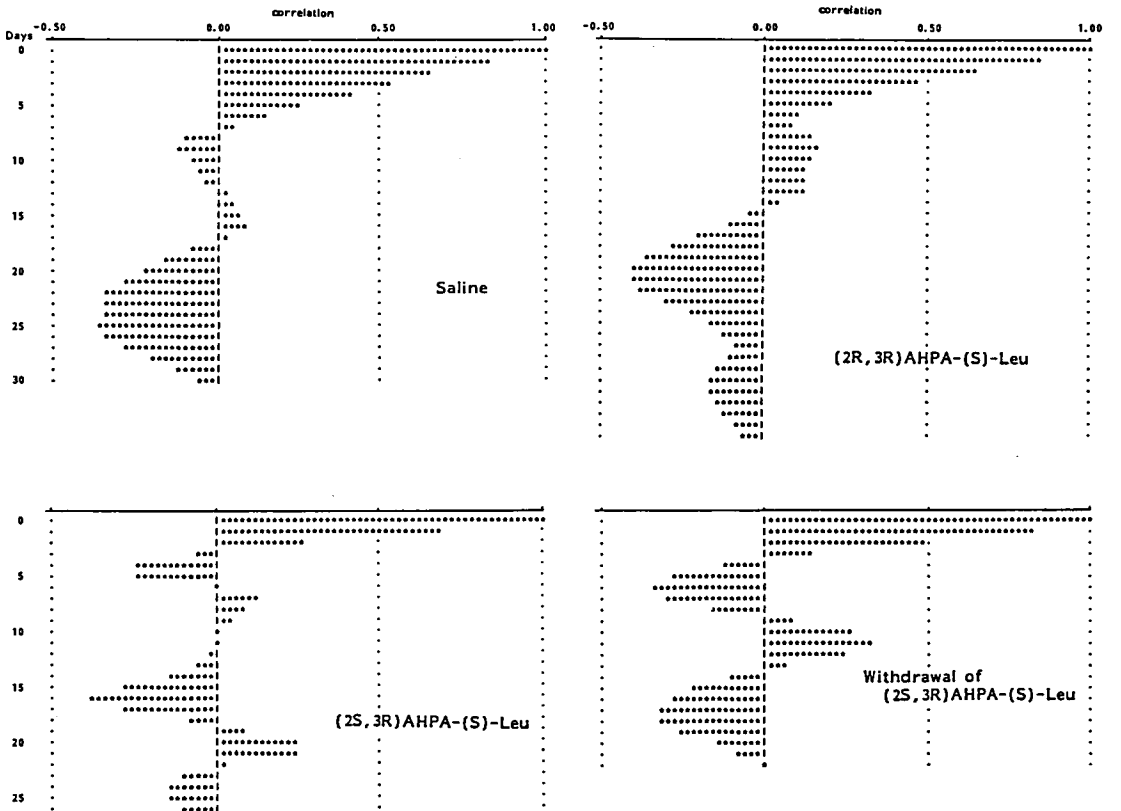 correlation
Days -0.50 0.00 0.50 1.00
0
5
10
15
20
25
30
Saline
correlation
-0.50 0.00 0.50 1.00
(2R,3R)AHPA-(S)-Leu
0
5
10
15
20
25
(2S,3R)AHPA-(S)-Leu
Withdrawal of
(2S,3R)AHPA-(S)-Leu